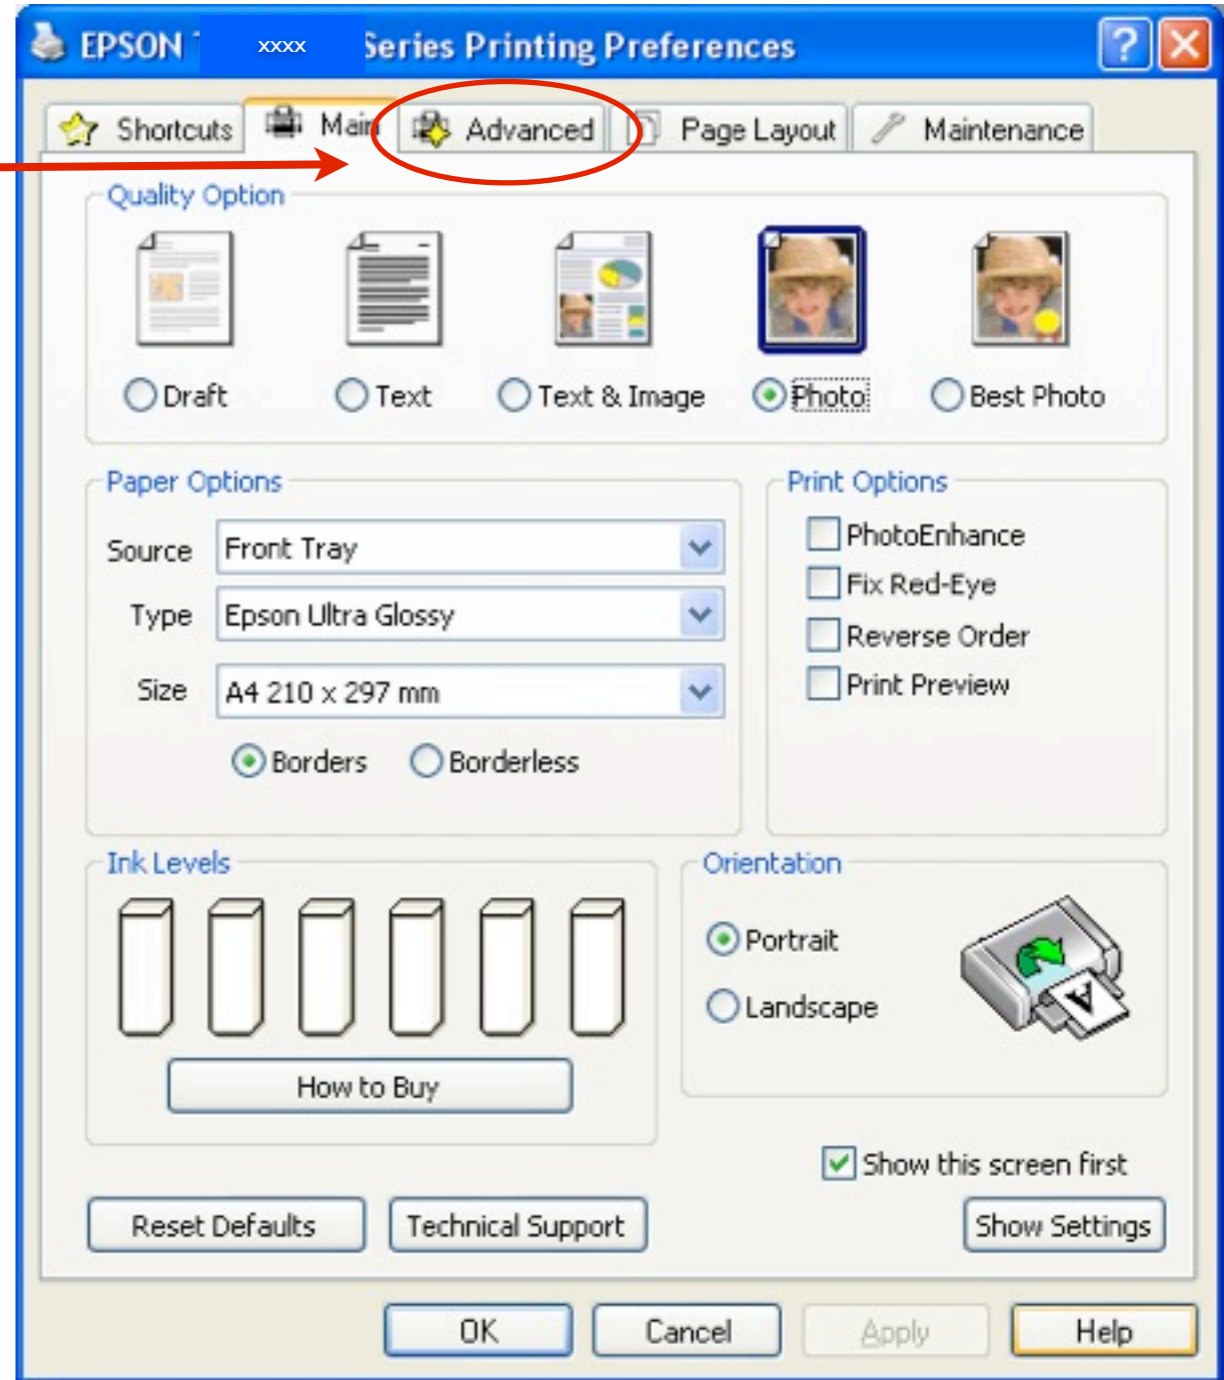 EPSON T xxxx Series Printing Preferences
Shortcuts Main Advanced Page Layout Maintenance
Quality Option
Draft Text Text & Image Photo Best Photo
Paper Options
Source Front Tray
Type Epson Ultra Glossy
Size A4 210 x 297 mm
Borders Borderless
Print Options
PhotoEnhance
Fix Red-Eye
Reverse Order
Print Preview
Ink Levels
How to Buy
Orientation
Portrait
Landscape
A
Show this screen first
Reset Defaults Technical Support Show Settings
OK Cancel Apply Help